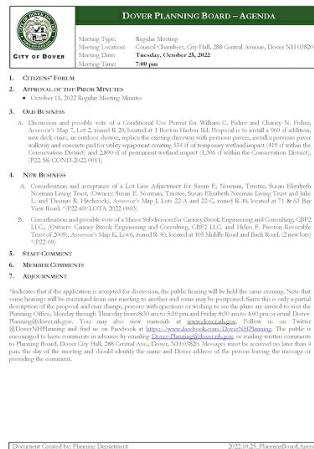 DOVER PLANNING BOARD – AGENDA
CITY OF DOVER
Meeting Type: Regular Meeting
Meeting Location: Council Chamber, City Hall, 288 Central Avenue, Dover NH 03820
Meeting Date: Tuesday, October 25, 2022
Meeting Time: 7:00 pm
1. CITIZENS' FORUM
2. APPROVAL OF THE PRIOR MINUTES
• October 11, 2022 Regular Meeting Minutes
3. OLD BUSINESS
A. Discussion and possible vote of a Conditional Use Permit for William C. Fisher and Chaney N. Fisher,
Assessor's Map 7, Lot 2, zoned R-20, located at 1 Boston Harbor Rd. Proposal is to install a 960 sf addition,
new deck stairs, an outdoor shower, replace the existing driveway with pervious pavers, install a pervious paver
walkway and concrete pad for utility equipment creating 534 sf of temporary wetland impact (419 sf within the
Conservation District) and 2,800 sf of permanent wetland impact (1,306 sf within the Conservation District).
(P22-58/COND-2022-0011)
4. NEW BUSINESS
A. Consideration and acceptance of a Lot Line Adjustment for Susan E. Norman, Trustee, Susan Elizabeth
Norman Living Trust, (Owners: Susan E. Norman, Trustee, Susan Elizabeth Norman Living Trust and Julie
L. and Thomas K. Hitchcock), Assessor's Map J, Lots 22-A and 22-C, zoned R-40, located at 71 & 63 Bay
View Road. *(P22-60/LOTA-2022-0003)
B. Consideration and possible vote of a Minor Subdivision for Canney Brook Engineering and Consulting, CBF2
LLC, (Owners: Canney Brook Engineering and Consulting, CBF2 LLC. and Helen F. Preston Revocable
Trust of 2009), Assessor's Map K, Lot 6, zoned R-40, located at 105 Middle Road and Back Road. (2 new lots)
*(P22-09)
5. STAFF COMMENT
6. MEMBER COMMENTS
7. ADJOURNMENT
*Indicates that if the application is accepted for discussion, the public hearing will be held the same evening. Note that
some hearings will be continued from one meeting to another and some may be postponed. Since this is only a partial
description of the proposal and may change, persons with questions or wishing to see the plans are invited to visit the
Planning Office, Monday through Thursday from 8:30 am to 5:30 pm and Friday 8:30 am to 4:00 pm or email Dover-
Planning@dover.nh.gov. You may also view materials at www.dover.nh.gov. Follow us on Twitter
@DoverNHPlanning and find us on Facebook at https://www.facebook.com/DoverNHPlanning. The public is
encouraged to leave comments in advance by emailing Dover-Planning@dover.nh.gov, or mailing written comments
to Planning Board, Dover City Hall, 288 Central Ave., Dover, NH 03820. Messages must be received no later than 4
pm. the day of the meeting and should identify the name and Dover address of the person leaving the message or
providing the comment.
Document Created by: Planning Department
2022.10.25_PlanningBoard.Agenda